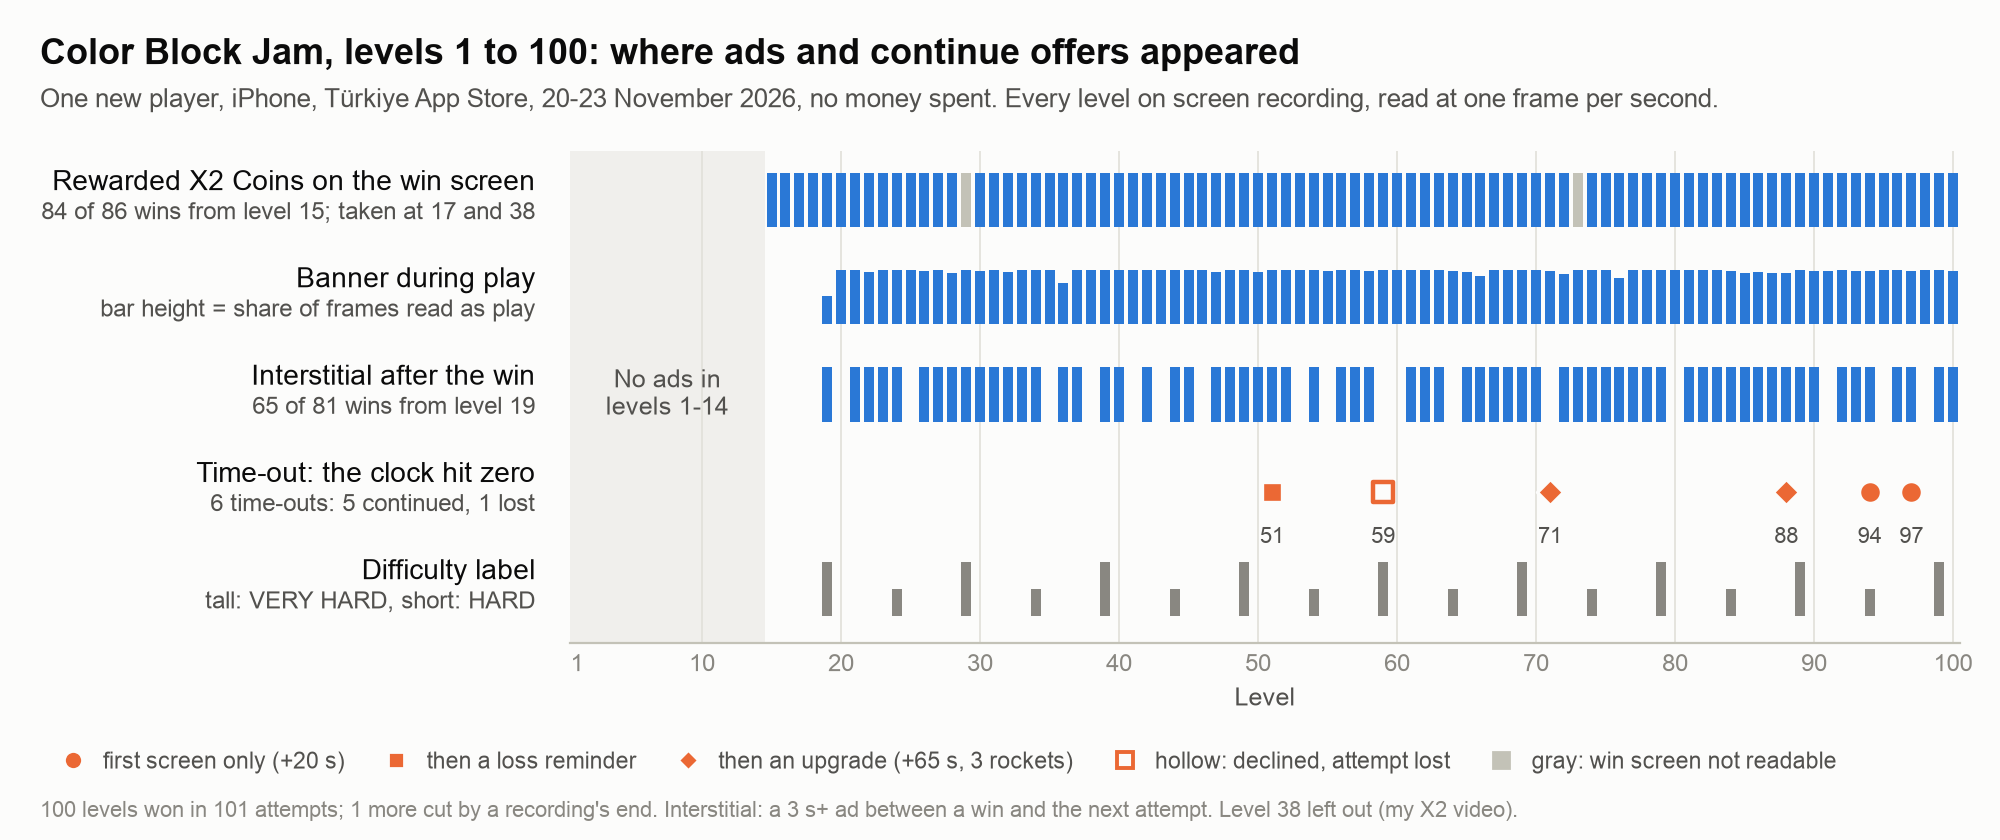 Color Block Jam, levels 1 to 100: where ads and continue offers appeared
One new player, iPhone, Türkiye App Store, 20-23 November 2026, no money spent. Every level on screen recording, read at one frame per second.
Rewarded X2 Coins on the win screen
84 of 86 wins from level 15; taken at 17 and 38
Banner during play
bar height = share of frames read as play
Interstitial after the win
65 of 81 wins from level 19
No ads in
levels 1-14
Time-out: the clock hit zero
6 time-outs: 5 continued, 1 lost
51 59 71 88 94 97
Difficulty label
tall: VERY HARD, short: HARD
1 10 20 30 40 50 60 70 80 90 100
Level
first screen only (+20 s) then a loss reminder then an upgrade (+65 s, 3 rockets) hollow: declined, attempt lost gray: win screen not readable
100 levels won in 101 attempts; 1 more cut by a recording's end. Interstitial: a 3 s+ ad between a win and the next attempt. Level 38 left out (my X2 video).